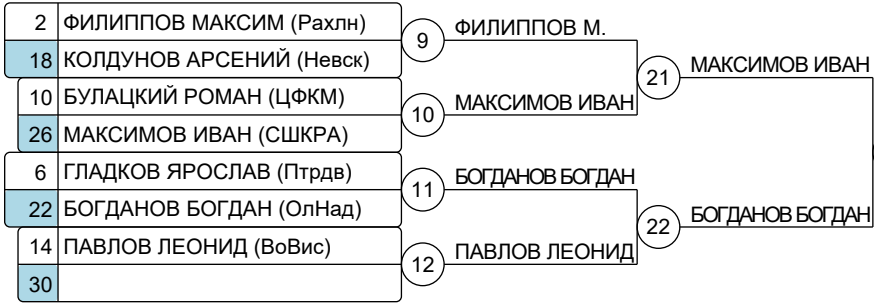 2 ФИЛИППОВ МАКСИМ (Рахлн)
18 КОЛДУНОВ АРСЕНИЙ (Невск)
10 БУЛАЦКИЙ РОМАН (ЦФКМ)
26 МАКСИМОВ ИВАН (СШКРА)
6 ГЛАДКОВ ЯРОСЛАВ (Птрдв)
22 БОГДАНОВ БОГДАН (ОлНад)
14 ПАВЛОВ ЛЕОНИД (ВоВис)
30
9 ФИЛИППОВ М.
10 МАКСИМОВ ИВАН
11 БОГДАНОВ БОГДАН
12 ПАВЛОВ ЛЕОНИД
21 МАКСИМОВ ИВАН
22 БОГДАНОВ БОГДАН